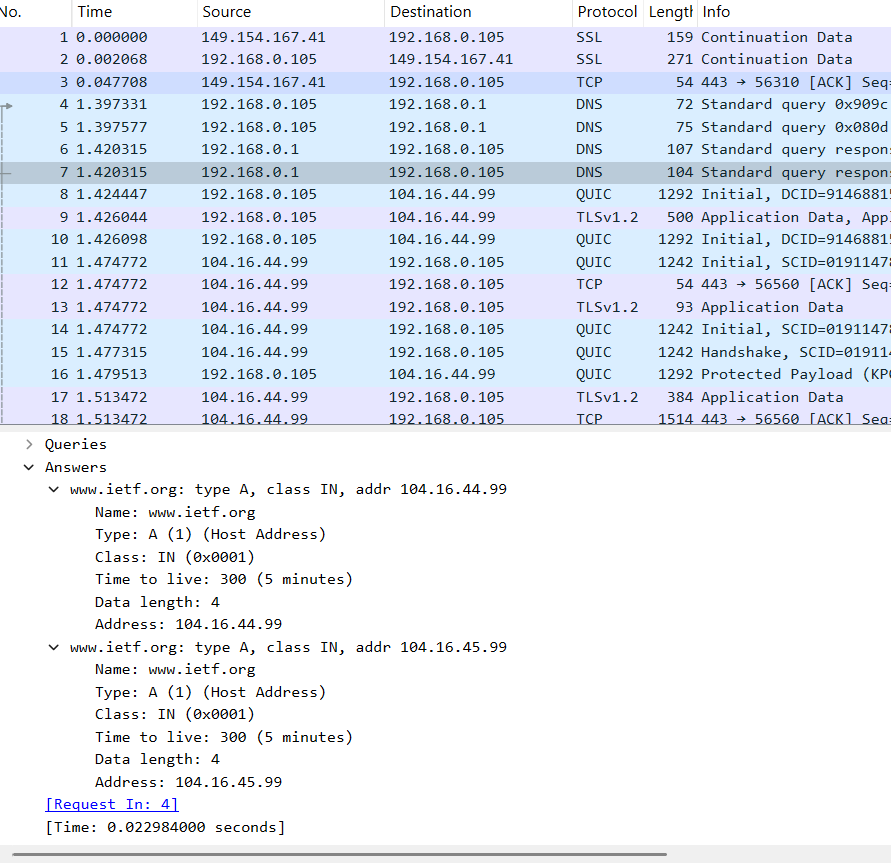 No. Time Source Destination Protocol Length Info
1 0.000000 149.154.167.41 192.168.0.105 SSL 159 Continuation Data
2 0.002068 192.168.0.105 149.154.167.41 SSL 271 Continuation Data
3 0.047708 149.154.167.41 192.168.0.105 TCP 54 443 → 56310 [ACK] Seq=
4 1.397331 192.168.0.105 192.168.0.1 DNS 72 Standard query 0x909c
5 1.397577 192.168.0.105 192.168.0.1 DNS 75 Standard query 0x080d
6 1.420315 192.168.0.1 192.168.0.105 DNS 107 Standard query respon
7 1.420315 192.168.0.1 192.168.0.105 DNS 104 Standard query respon
8 1.424447 192.168.0.105 104.16.44.99 QUIC 1292 Initial, DCID=9146881
9 1.426044 192.168.0.105 104.16.44.99 TLSv1.2 500 Application Data, App
10 1.426098 192.168.0.105 104.16.44.99 QUIC 1292 Initial, DCID=9146881
11 1.474772 104.16.44.99 192.168.0.105 QUIC 1242 Initial, SCID=0191147
12 1.474772 104.16.44.99 192.168.0.105 TCP 54 443 → 56560 [ACK] Seq=
13 1.474772 104.16.44.99 192.168.0.105 TLSv1.2 93 Application Data
14 1.474772 104.16.44.99 192.168.0.105 QUIC 1242 Initial, SCID=0191147
15 1.477315 104.16.44.99 192.168.0.105 QUIC 1242 Handshake, SCID=01911
16 1.479513 192.168.0.105 104.16.44.99 QUIC 1292 Protected Payload (KP
17 1.513472 104.16.44.99 192.168.0.105 TLSv1.2 384 Application Data
18 1.513472 104.16.44.99 192.168.0.105 TCP 1514 443 → 56560 [ACK] Seq=
Queries
Answers
www.ietf.org: type A, class IN, addr 104.16.44.99
Name: www.ietf.org
Type: A (1) (Host Address)
Class: IN (0x0001)
Time to live: 300 (5 minutes)
Data length: 4
Address: 104.16.44.99
www.ietf.org: type A, class IN, addr 104.16.45.99
Name: www.ietf.org
Type: A (1) (Host Address)
Class: IN (0x0001)
Time to live: 300 (5 minutes)
Data length: 4
Address: 104.16.45.99
[Request In: 4]
[Time: 0.022984000 seconds]